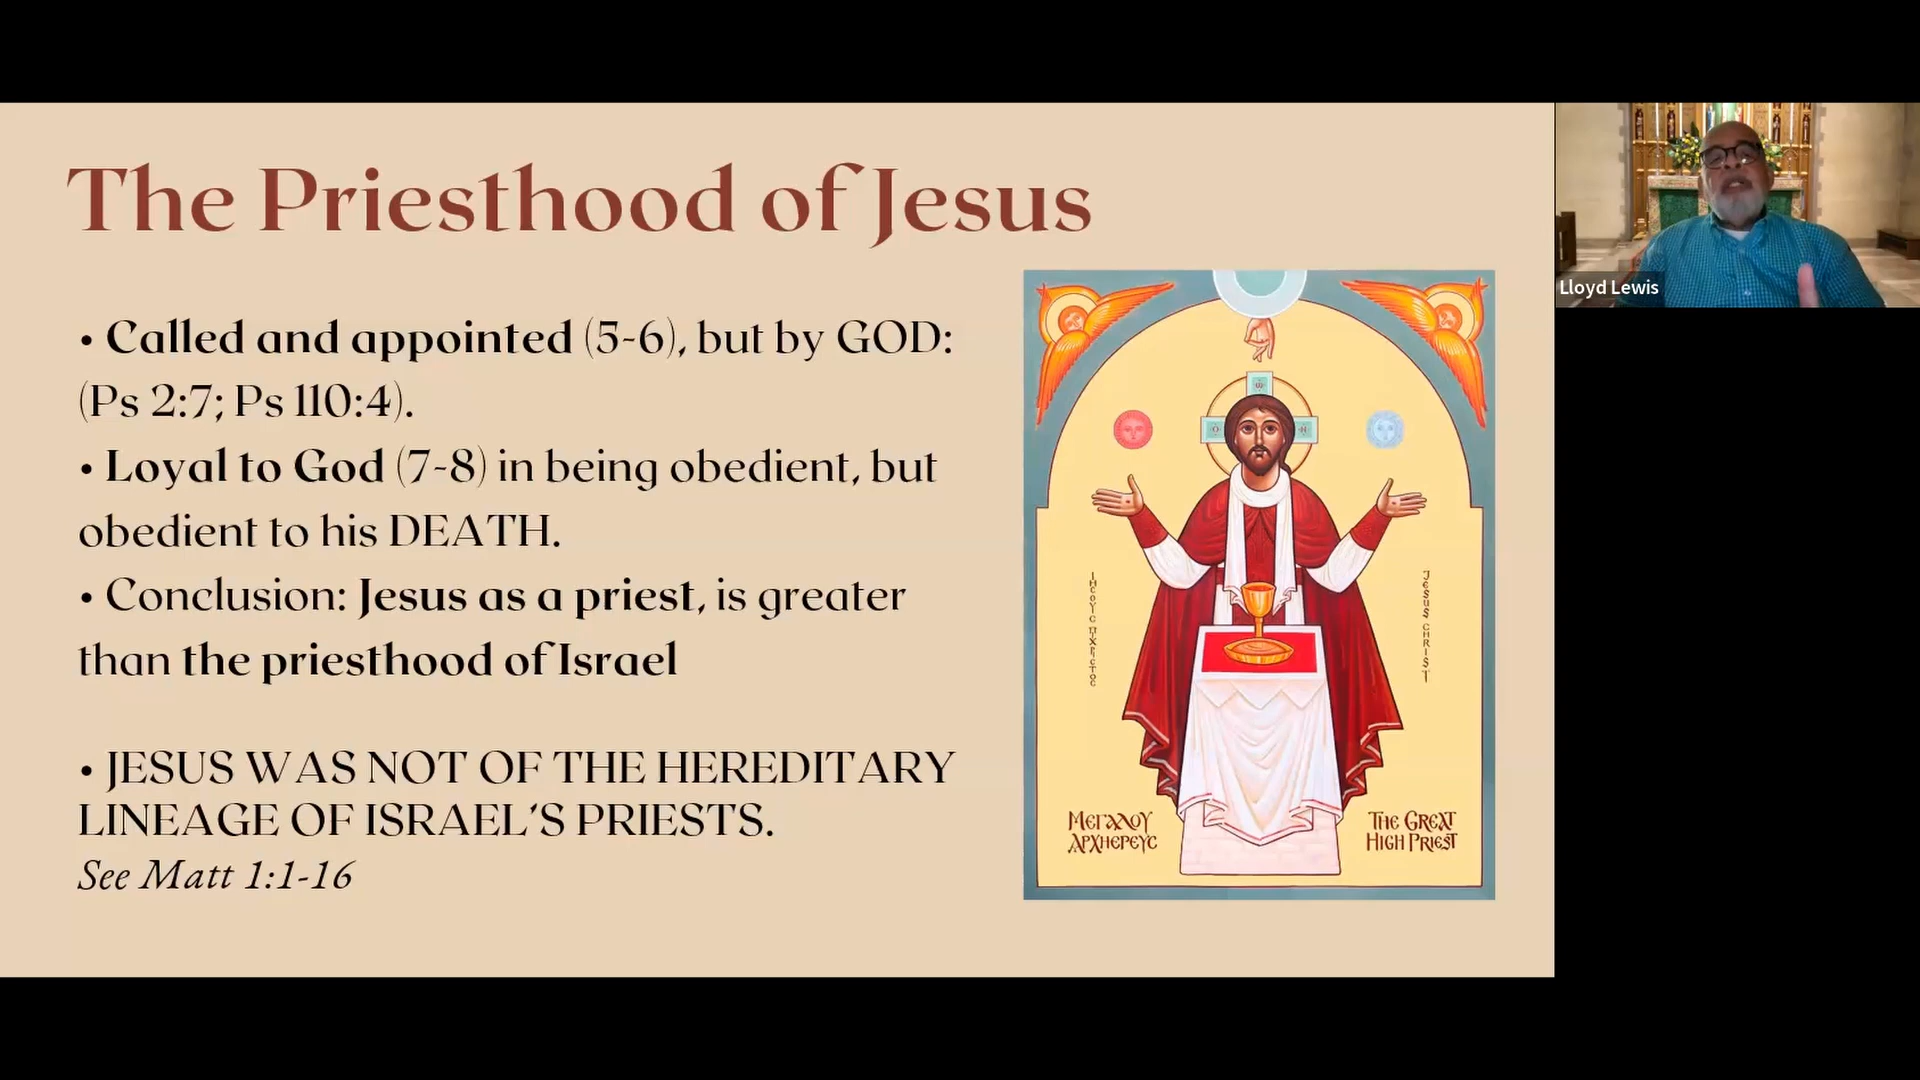 The Priesthood of Jesus
• Called and appointed (5-6), but by GOD:
(Ps 2:7; Ps 110:4).
• Loyal to God (7-8) in being obedient, but
obedient to his DEATH.
• Conclusion: Jesus as a priest, is greater
than the priesthood of Israel
• JESUS WAS NOT OF THE HEREDITARY
LINEAGE OF ISRAEL'S PRIESTS.
See Matt 1:1-16
JESUS CHRIST
ΜΕΓΑΛΟΥ
ΑΡΧΗΕΡΕΥС
THE GREAT
HIGH PRIEST
Lloyd Lewis